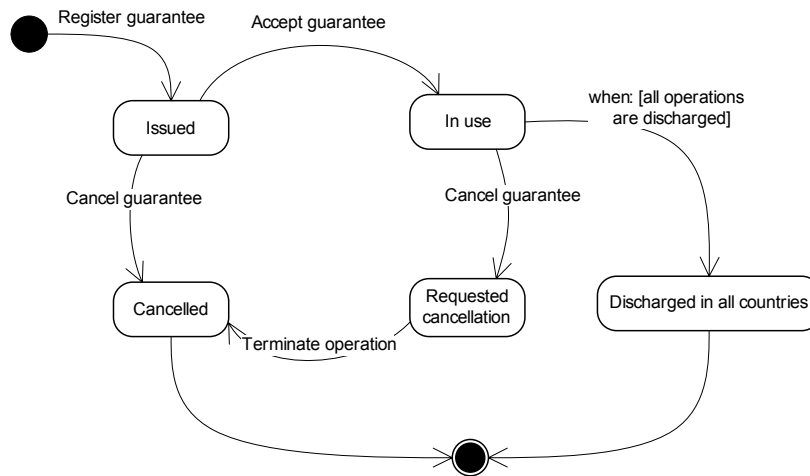 Register guarantee
Accept guarantee
Issued
In use
when: [all operations
are discharged]
Cancel guarantee
Cancel guarantee
Cancelled
Requested
cancellation
Discharged in all countries
Terminate operation